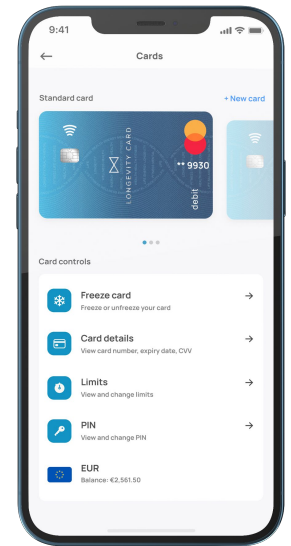 9:41
Cards
Standard card
+ New card
LONGEVITY CARD
** 9930
debit
Card controls
Freeze card
Freeze or unfreeze your card
Card details
View card number, expiry date, CVV
Limits
View and change limits
PIN
View and change PIN
EUR
Balance: €2,561.50